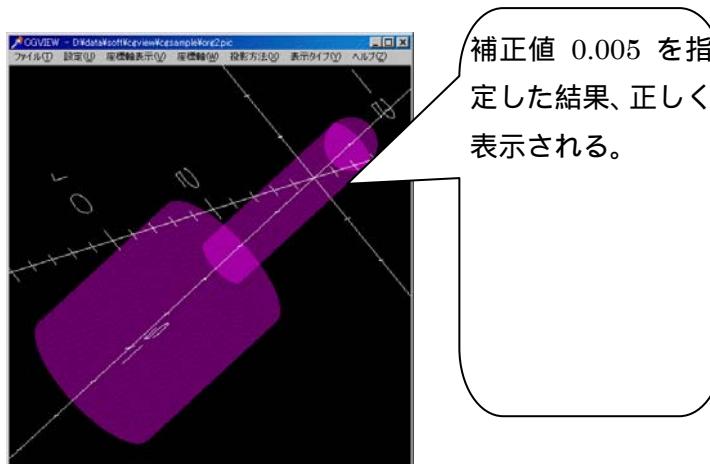 CGVIEW - D:¥data¥soft¥cgview¥cgsample¥org2.pic
ファイル(I) 設定(U) 座標軸表示(V) 座標軸(W) 投影方法(X) 表示タイプ(Y) ヘルプ(Z)
補正値 0.005 を指
定した結果、正しく
表示される。